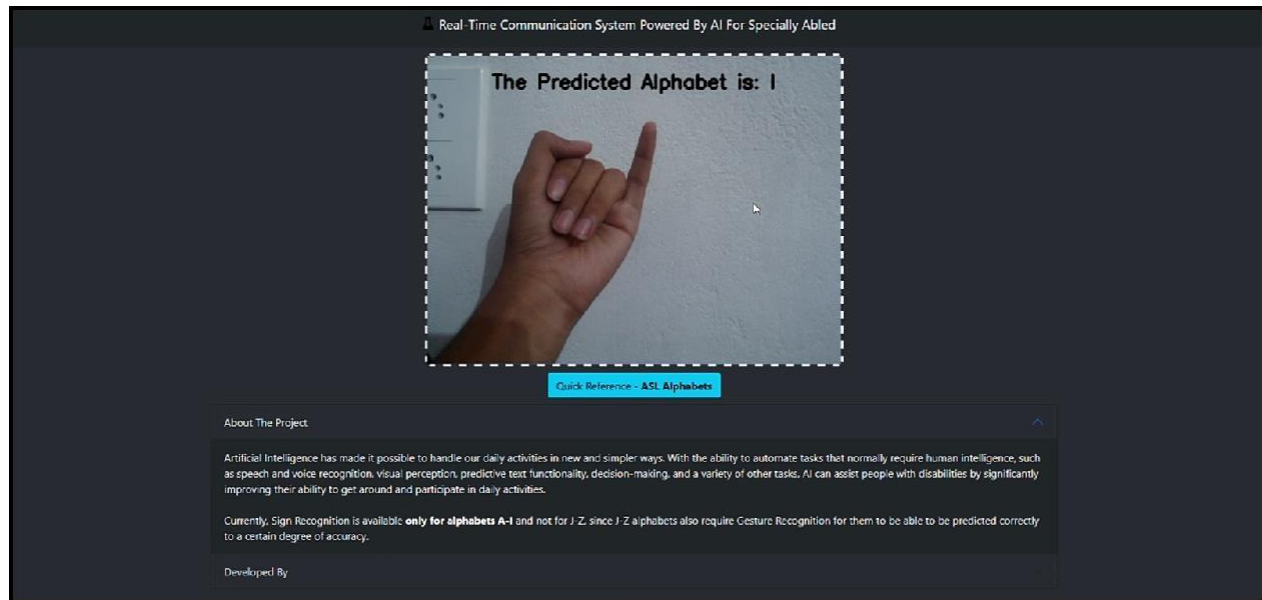 Real-Time Communication System Powered By AI For Specially Abled
The Predicted Alphabet is: I
Quick Reference - ASL Alphabets
About The Project
Artificial Intelligence has made it possible to handle our daily activities in new and simpler ways. With the ability to automate tasks that normally require human intelligence, such
as speech and voice recognition, visual perception, predictive text functionality, decision-making, and a variety of other tasks, AI can assist people with disabilities by significantly
improving their ability to get around and participate in daily activities.
Currently, Sign Recognition is available only for alphabets A-I and not for J-Z, since J-Z alphabets also require Gesture Recognition for them to be able to be predicted correctly
to a certain degree of accuracy.
Developed By